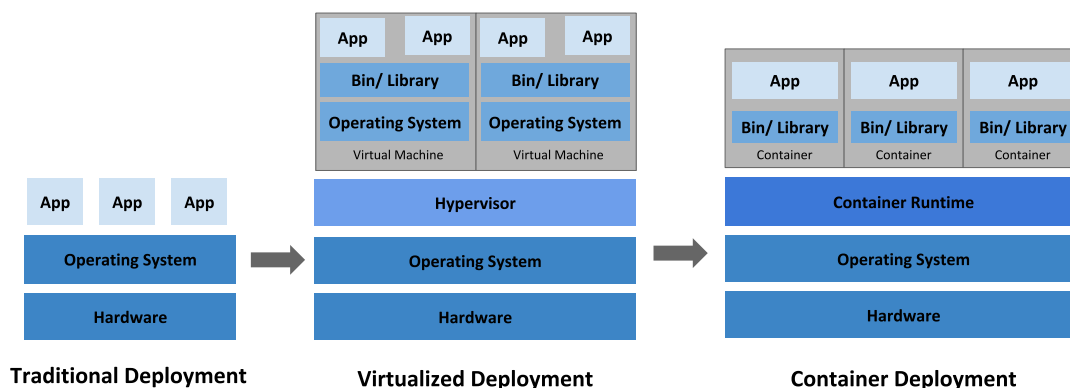 App App App
Operating System
Hardware
Traditional Deployment
App App App App
Bin/ Library Bin/ Library
Operating System Operating System
Virtual Machine Virtual Machine
Hypervisor
Operating System
Hardware
Virtualized Deployment
App App App
Bin/ Library Bin/ Library Bin/ Library
Container Container Container
Container Runtime
Operating System
Hardware
Container Deployment